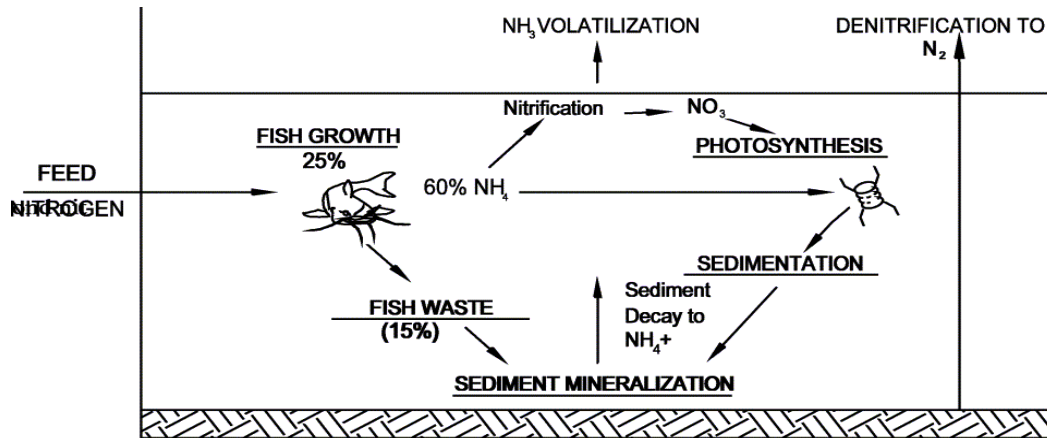 NH3 VOLATILIZATION
DENITRIFICATION TO
N2
Nitrification
NO3
FISH GROWTH
25%
PHOTOSYNTHESIS
FEED
NITROGEN
60% NH4
SEDIMENTATION
FISH WASTE
(15%)
Sediment
Decay to
NH4+
SEDIMENT MINERALIZATION